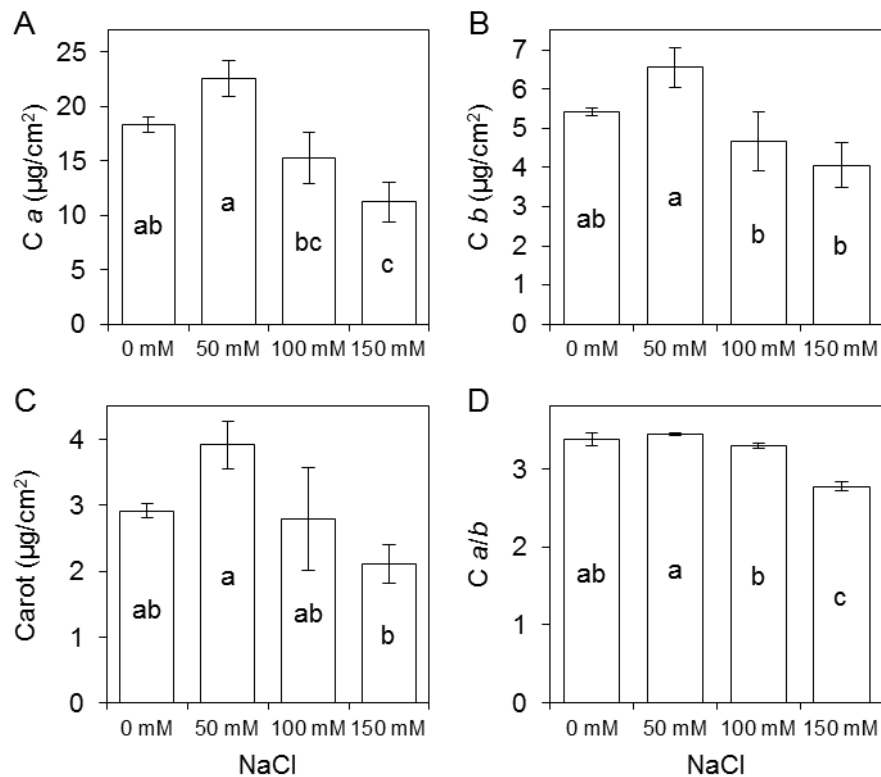 A
C a (µg/cm²)
25
20
15
10
5
0
ab
a
bc
c
0 mM 50 mM 100 mM 150 mM
B
C b (µg/cm²)
7
6
5
4
3
2
1
0
ab
a
b
b
0 mM 50 mM 100 mM 150 mM
C
Carot (µg/cm²)
4
3
2
1
0
ab
a
ab
b
0 mM 50 mM 100 mM 150 mM
NaCl
D
C a/b
3
2
1
0
ab
a
b
c
0 mM 50 mM 100 mM 150 mM
NaCl